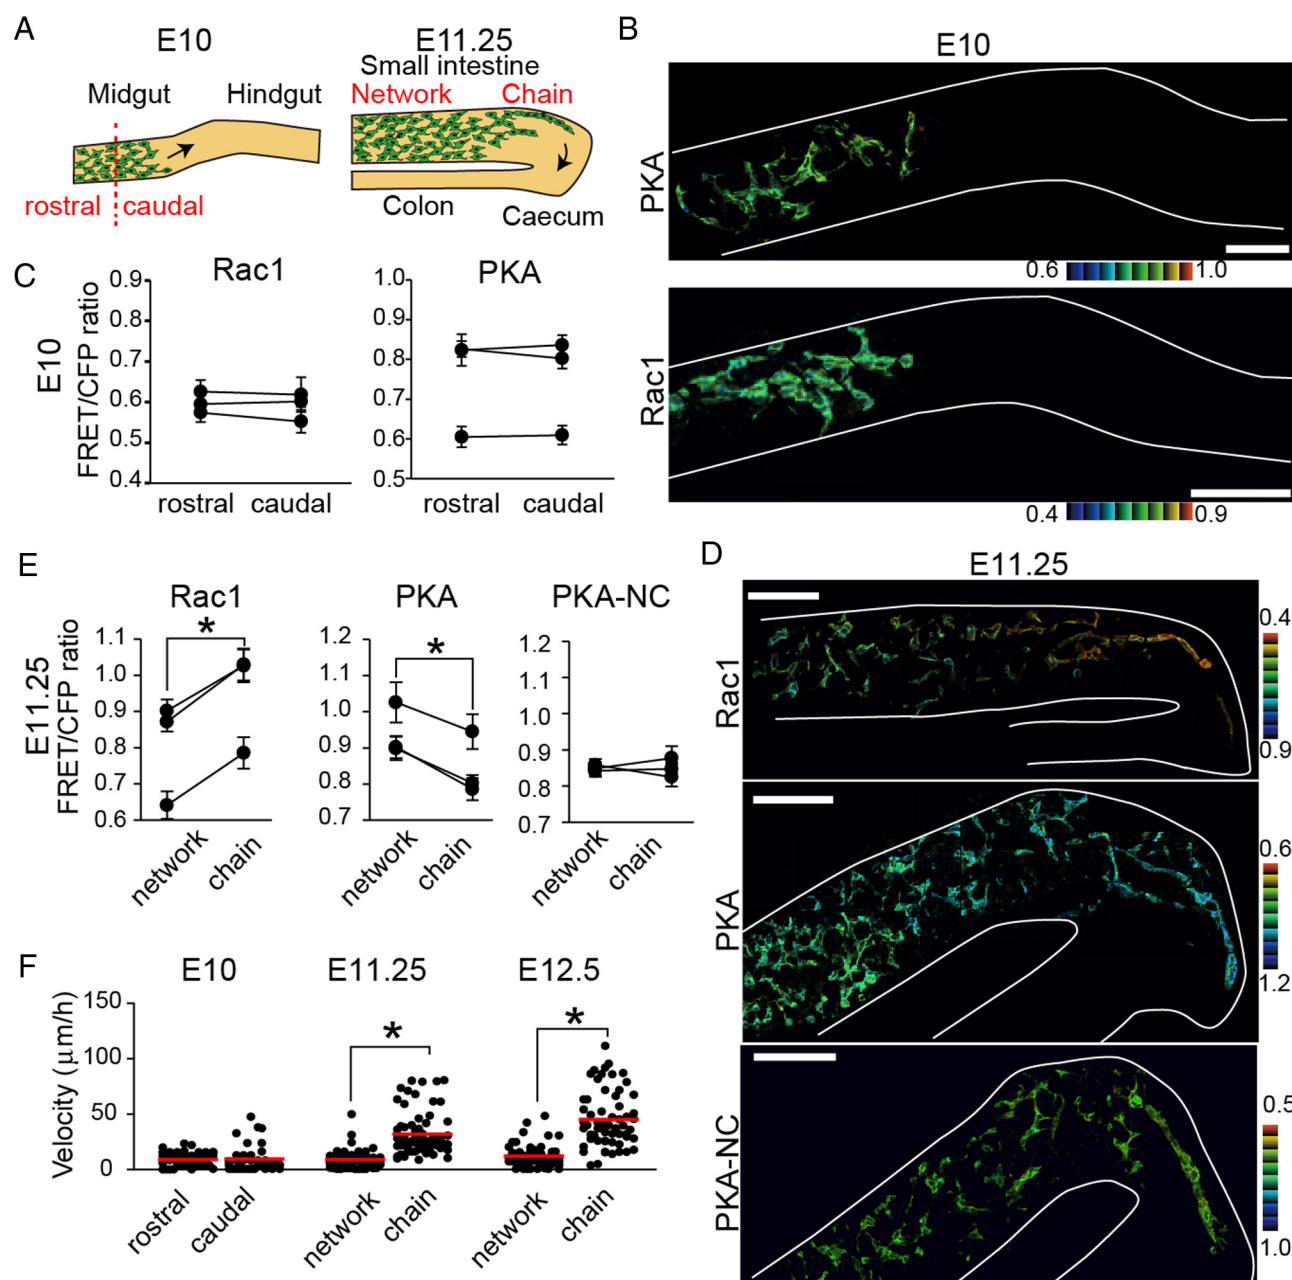 A
E10
Midgut
Hindgut
rostral
caudal
E11.25
Small intestine
Network
Chain
Colon
Caecum
B
E10
PKA
0.6
1.0
Rac1
0.4
0.9
C
E10
FRET/CFP ratio
Rac1
0.9
0.8
0.7
0.6
0.5
0.4
rostral
caudal
PKA
1.0
0.9
0.8
0.7
0.6
0.5
rostral
caudal
D
E11.25
Rac1
0.4
0.9
PKA
0.6
1.2
PKA-NC
0.5
1.0
E
E11.25
FRET/CFP ratio
Rac1
1.1
1.0
0.9
0.8
0.7
0.6
*
network
chain
PKA
1.2
1.1
1.0
0.9
0.8
0.7
*
network
chain
PKA-NC
1.2
1.1
1.0
0.9
0.8
0.7
network
chain
F
Velocity (μm/h)
150
100
50
0
E10
rostral
caudal
E11.25
*
network
chain
E12.5
*
network
chain